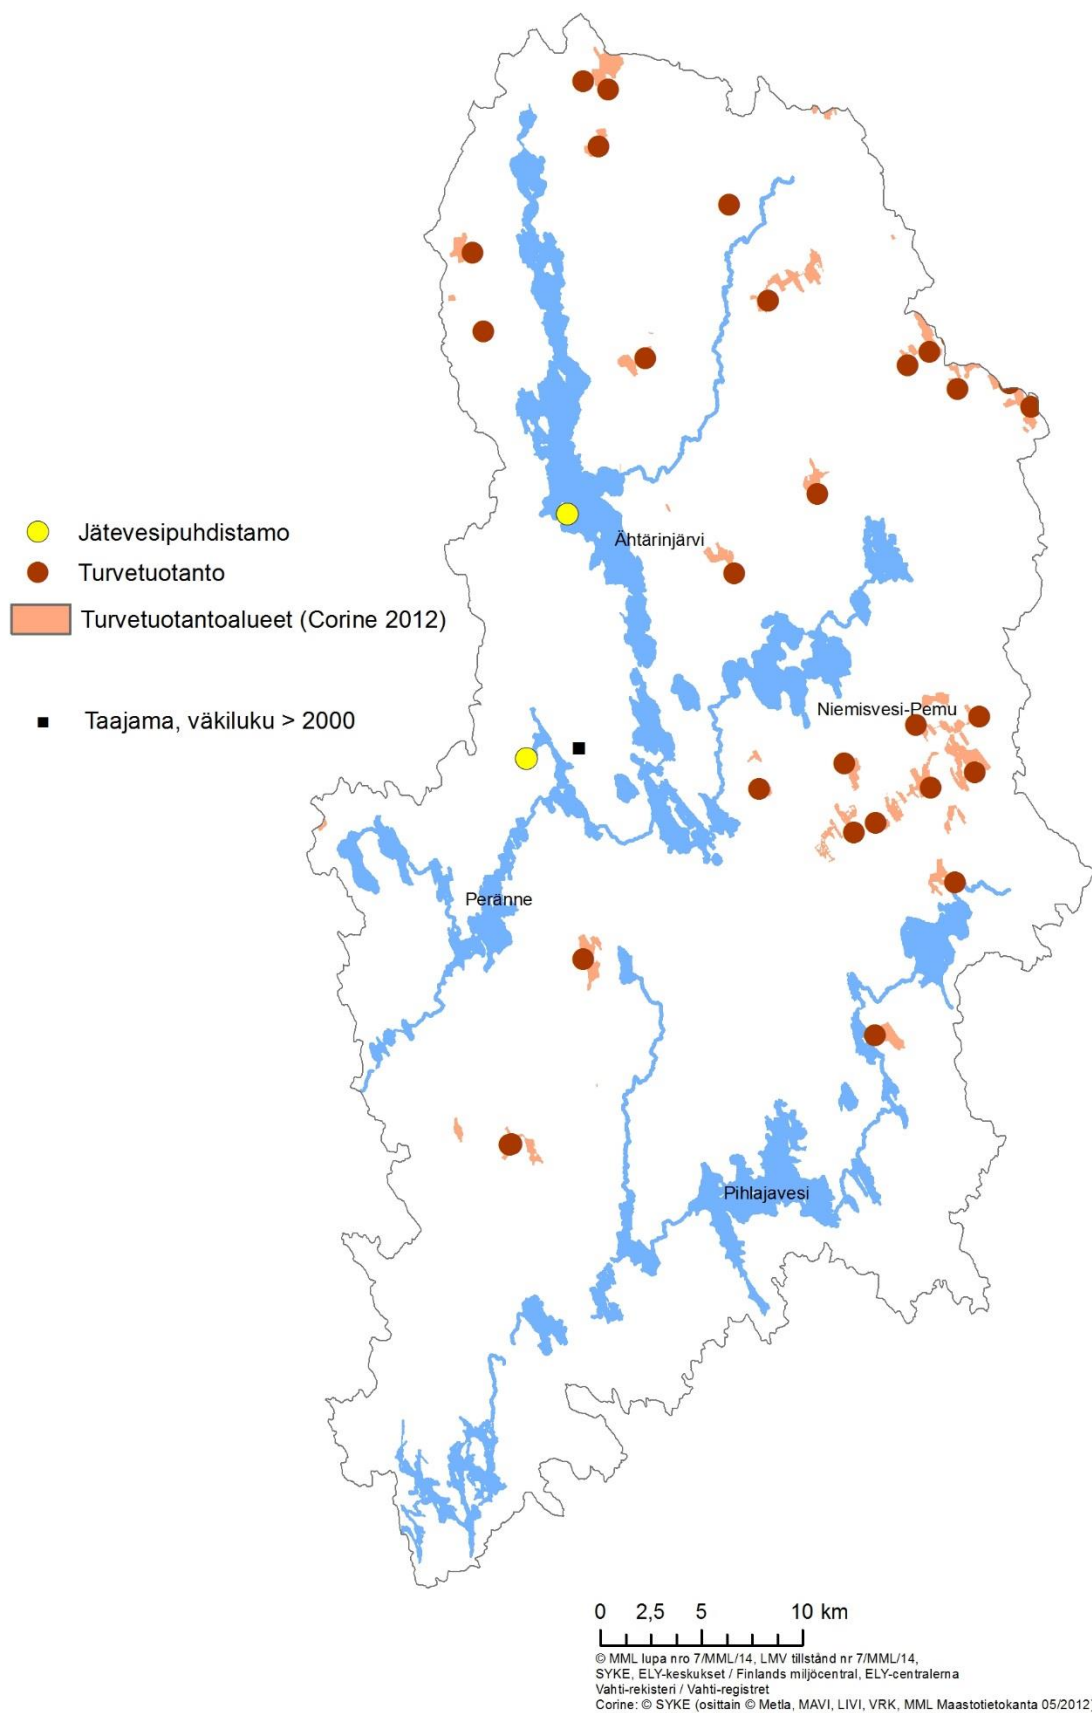 Jätevesipuhdistamo
Turvetuotanto
Turvetuotantoalueet (Corine 2012)
Taajama, väkiluku > 2000
Ähtärinjärvi
Niemisvesi-Pemu
Peränne
Pihlajavesi
0 2,5 5 10 km
© MML lupa nro 7/MML/14, LMV tillstånd nr 7/MML/14,
SYKE, ELY-keskukset / Finlands miljöcentral, ELY-centralerna
Vahti-rekisteri / Vahti-registret
Corine: © SYKE (osittain © Metla, MAVI, LIVI, VRK, MML Maastotietokanta 05/2012)